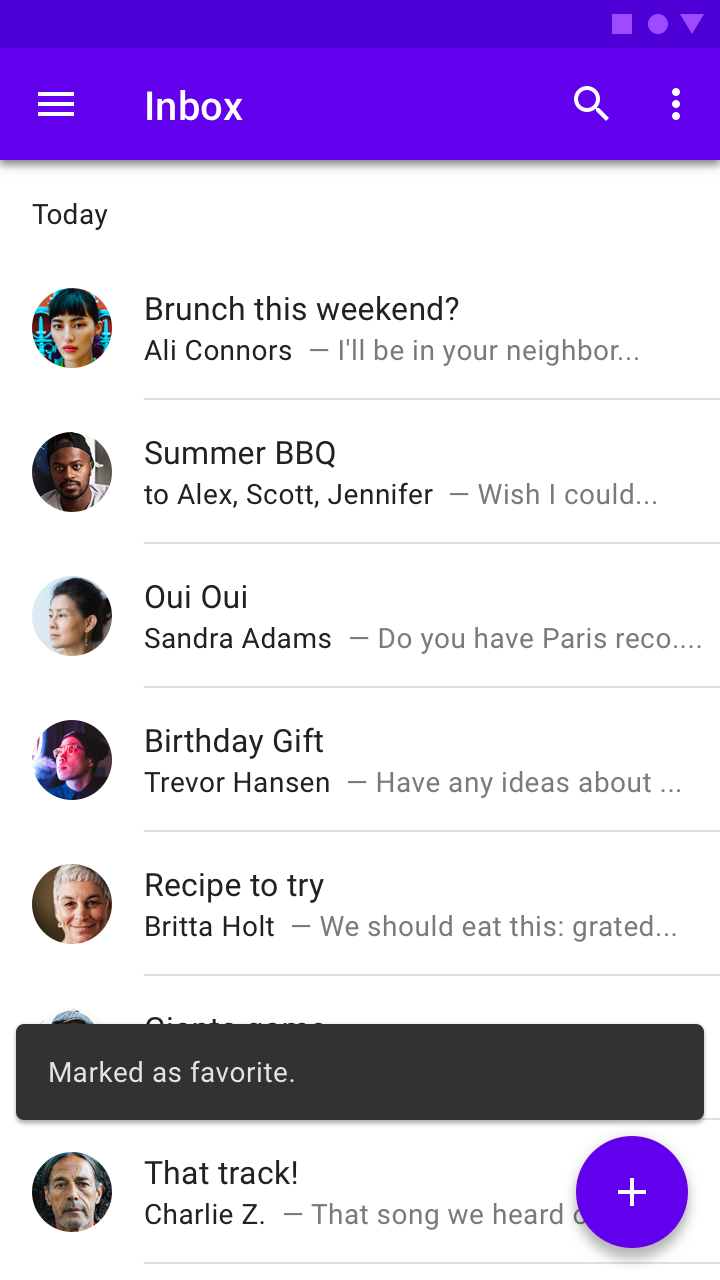 Inbox
Today
Brunch this weekend?
Ali Connors — I'll be in your neighbor...
Summer BBQ
to Alex, Scott, Jennifer — Wish I could...
Oui Oui
Sandra Adams — Do you have Paris reco....
Birthday Gift
Trevor Hansen — Have any ideas about ...
Recipe to try
Britta Holt — We should eat this: grated...
Giants game
Marked as favorite.
That track!
Charlie Z. — That song we heard